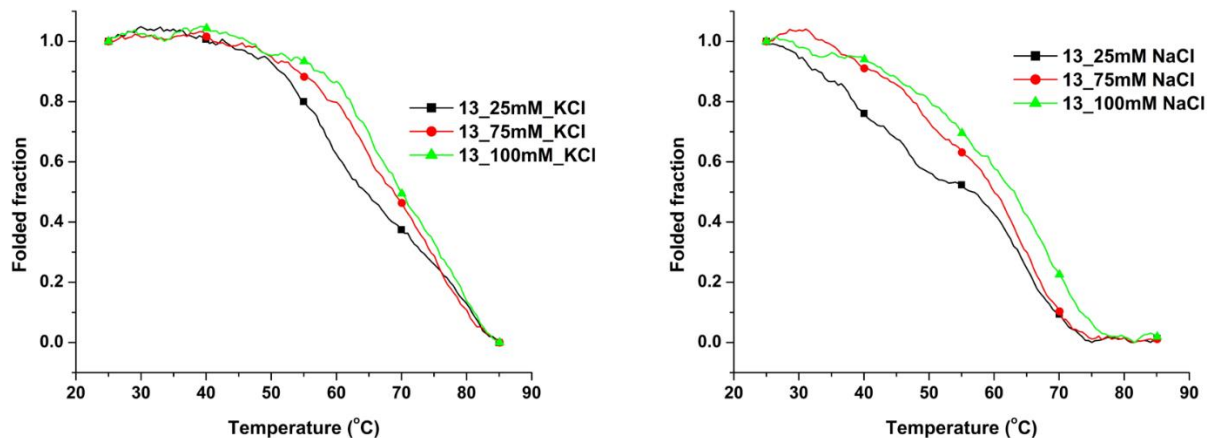 1.0
0.8
0.6
0.4
0.2
0.0
Folded fraction
20 30 40 50 60 70 80 90
Temperature (°C)
13_25mM_KCl
13_75mM_KCl
13_100mM_KCl
1.0
0.8
0.6
0.4
0.2
0.0
Folded fraction
20 30 40 50 60 70 80 90
Temperature (°C)
13_25mM NaCl
13_75mM NaCl
13_100mM NaCl